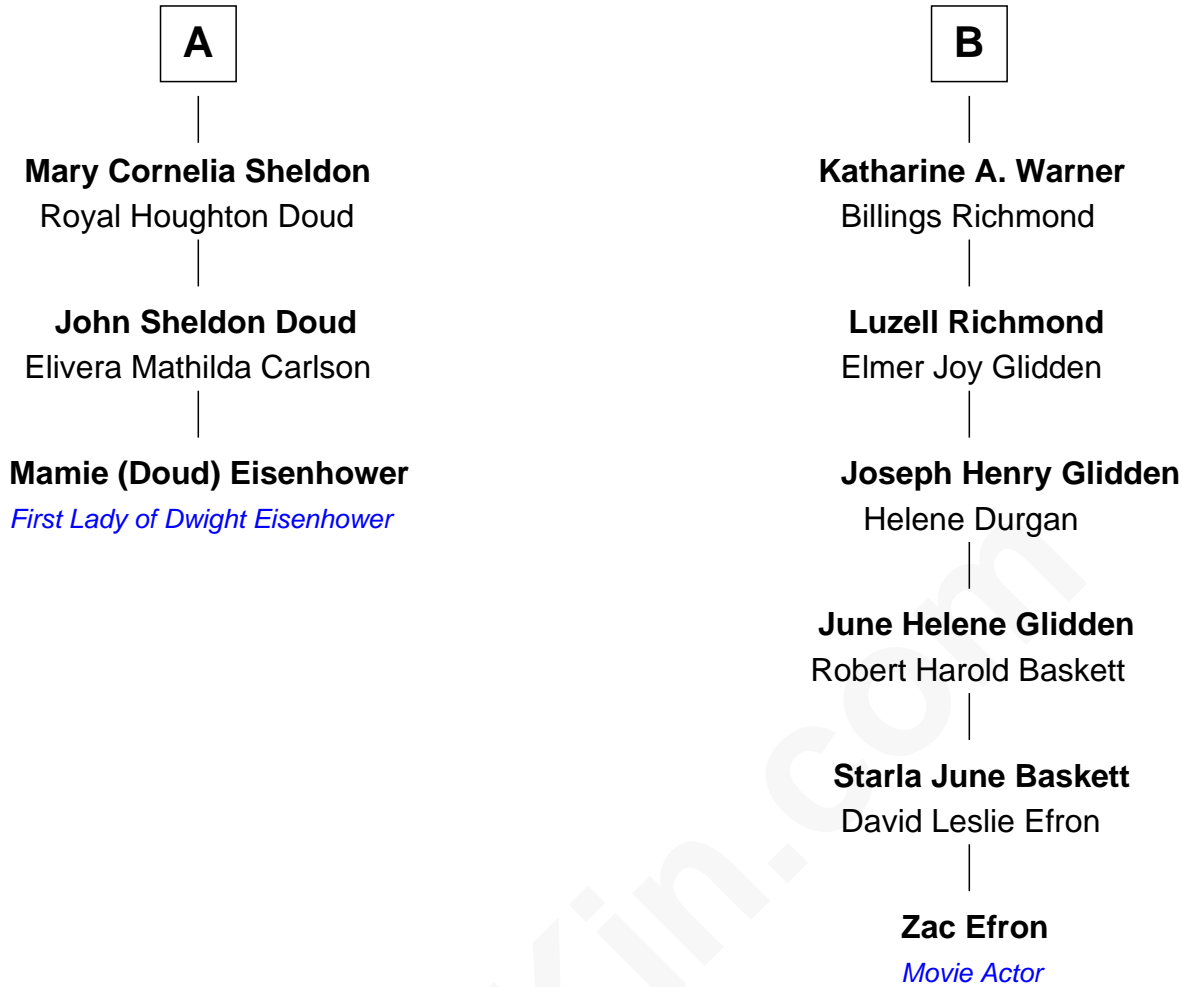 A
Mary Cornelia Sheldon
Royal Houghton Doud
John Sheldon Doud
Elivera Mathilda Carlson
Mamie (Doud) Eisenhower
First Lady of Dwight Eisenhower
B
Katharine A. Warner
Billings Richmond
Luzell Richmond
Elmer Joy Glidden
Joseph Henry Glidden
Helene Durgan
June Helene Glidden
Robert Harold Baskett
Starla June Baskett
David Leslie Efron
Zac Efron
Movie Actor